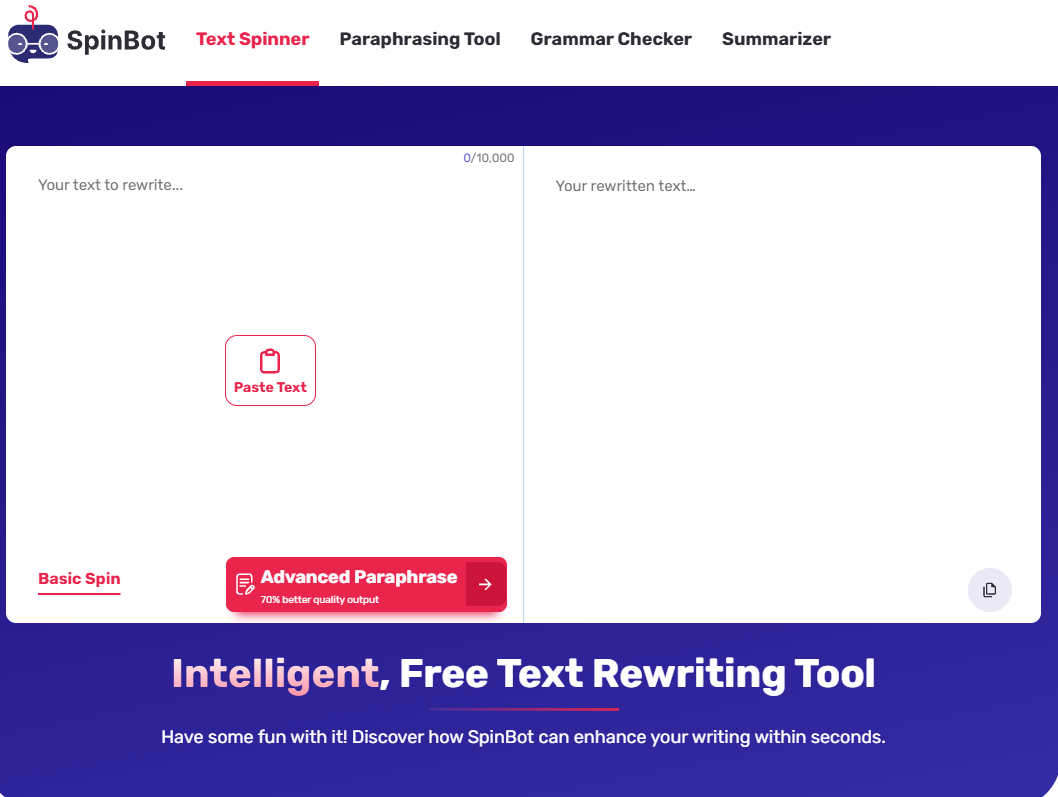 SpinBot
Text Spinner
Paraphrasing Tool
Grammar Checker
Summarizer
0/10,000
Your text to rewrite...
Your rewritten text...
Paste Text
Basic Spin
Advanced Paraphrase
70% better quality output
Intelligent, Free Text Rewriting Tool
Have some fun with it! Discover how SpinBot can enhance your writing within seconds.